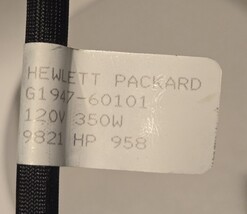 HEWLETT PACKARD
G1947-60101
120V 350W
9821 HP 958